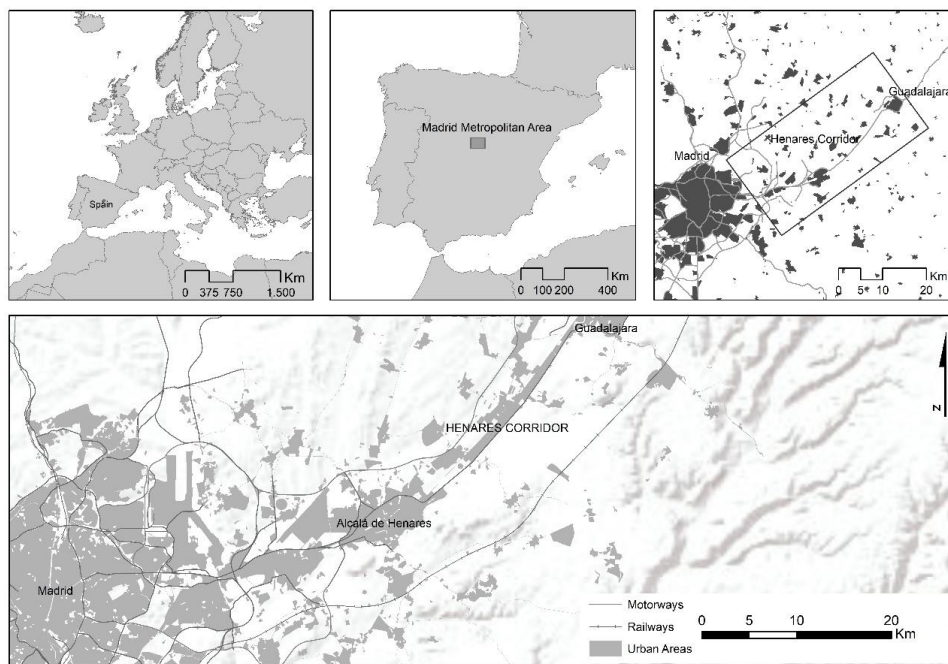 Spain
Km
0 375 750 1.500
Madrid Metropolitan Area
Km
0 100 200 400
Guadalajara
Henares Corridor
Madrid
Km
0 5 10 20
Guadalajara
HENARES CORRIDOR
Alcalá de Henares
Madrid
N
Motorways
Railways
Urban Areas
0 5 10 20
Km